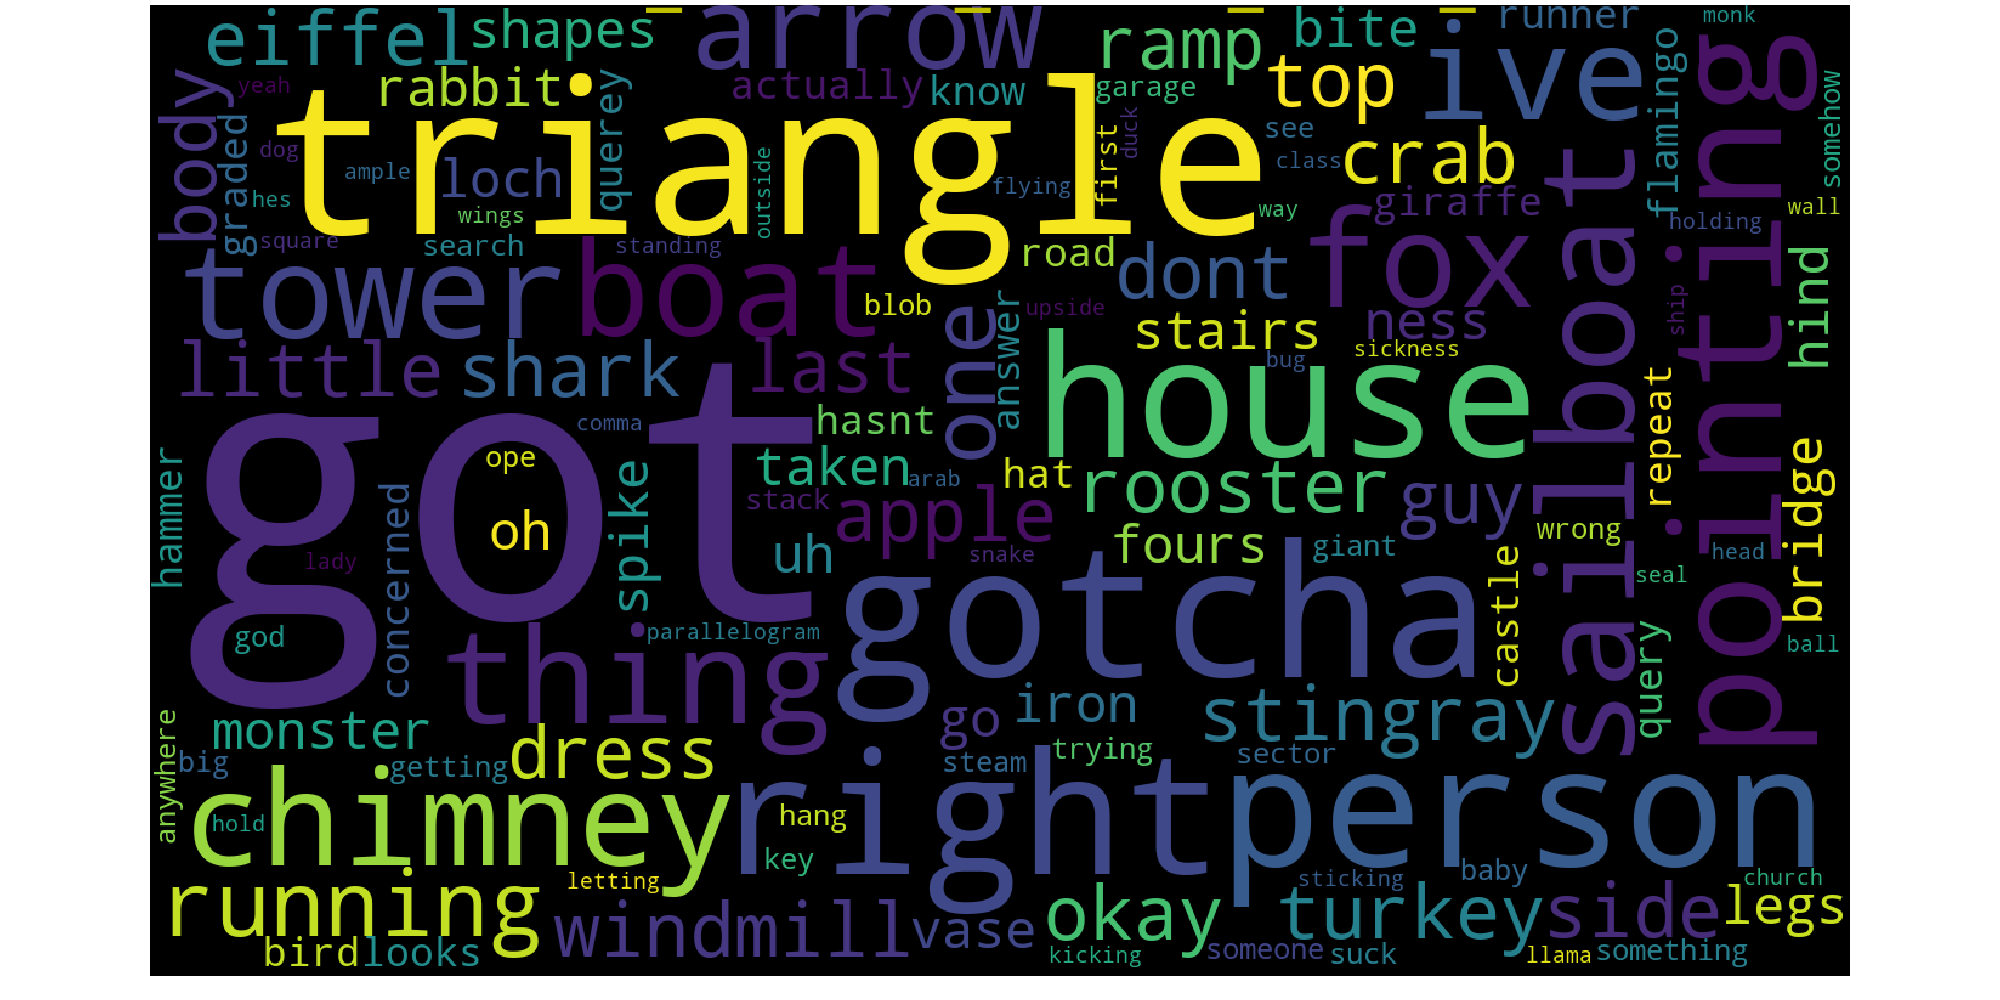 eiffel
shapes
arrow
ramp
bite
runner
monk
body
yeah
rabbit
triangle
querey
actually
know
garage
top
ive
flamingo
pointing
somehow
graded
dog
hes
ample
loch
wings
outside
flying
first
duck
see
class
crab
giraffe
way
holding
wall
square
search
standing
road
tower
boat
blob
upside
dont
fox
ness
sailboat
ship
hind
little
shark
last
one
answer
house
stairs
bug
sickness
repeat
bridge
got
comma
hasnt
ope
oh
hammer
concerned
spike
taken
arab
hat
stack
apple
rooster
guy
wrong
uh
snake
fours
giant
castle
head
lady
gotcha
seal
god
thing
parallelogram
query
ball
monster
go
iron
stingray
anywhere
big
getting
dress
steam
trying
sector
chimney
right
person
hold
hang
key
letting
running
baby
sticking
church
bird
looks
windmill
vase
okay
kicking
someone
turkey
suck
side
legs
llama
something